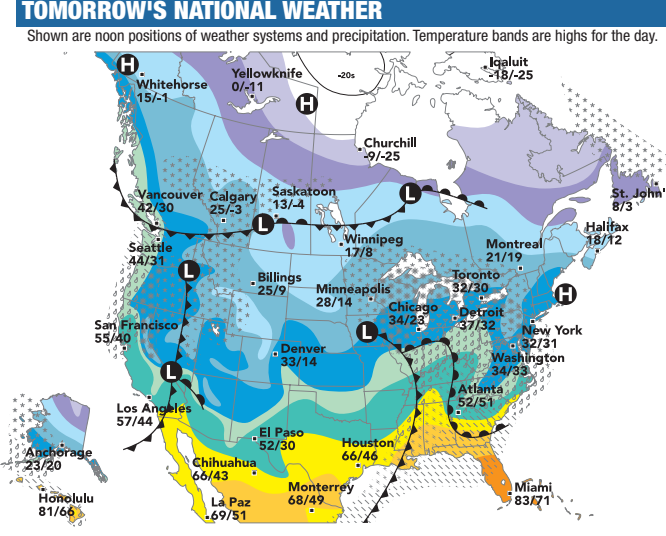 TOMORROW'S NATIONAL WEATHER
Shown are noon positions of weather systems and precipitation. Temperature bands are highs for the day.
H
Whitehorse
15/-1
Yellowknife
0/-11
H
-20s
Iqaluit
-18/-25
Churchill
-9/-25
Vancouver
42/30
Calgary
25/-3
Saskatoon
13/-4
L
L
St. John'
8/3
Halifax
18/12
Seattle
44/31
Winnipeg
17/8
Montreal
21/19
L
Billings
25/9
Minneapolis
28/14
Toronto
32/30
H
Chicago
34/23
Detroit
37/32
San Francisco
55/40
L
New York
32/31
Denver
33/14
Washington
34/33
L
Atlanta
52/51
Los Angeles
57/44
El Paso
52/30
Houston
66/46
Anchorage
23/20
Chihuahua
66/43
Honolulu
81/66
La Paz
69/51
Monterrey
68/49
Miami
83/71